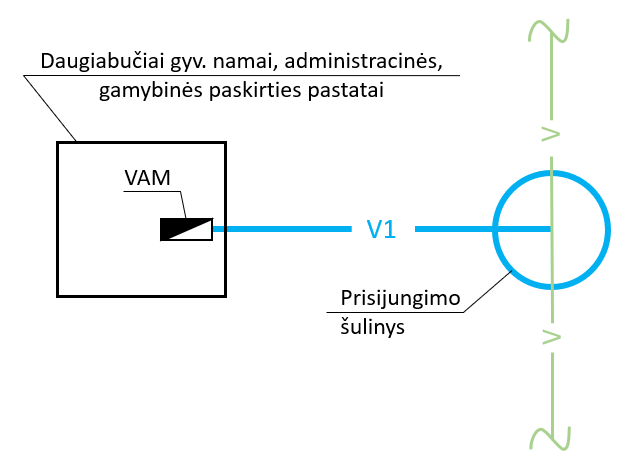 Daugiabučiai gyv. namai, administracinės,
gamybinės paskirties pastatai
V
VAM
V1
Prisijungimo
šulinys
V